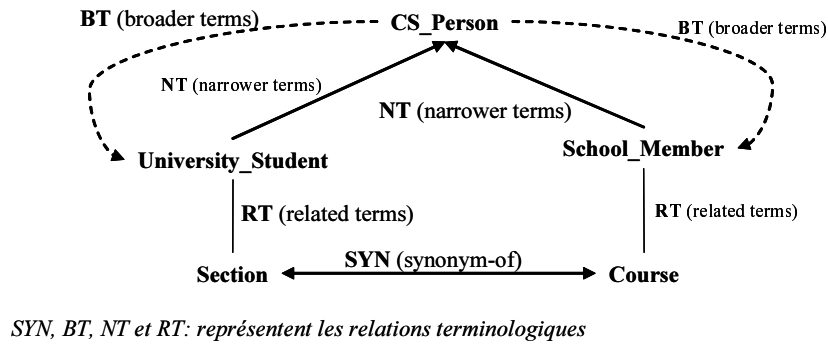 BT (broader terms)
CS_Person
BT (broader terms)
NT (narrower terms)
NT (narrower terms)
University_Student
School_Member
RT (related terms)
RT (related terms)
SYN (synonym-of)
Section
Course
SYN, BT, NT et RT: représentent les relations terminologiques